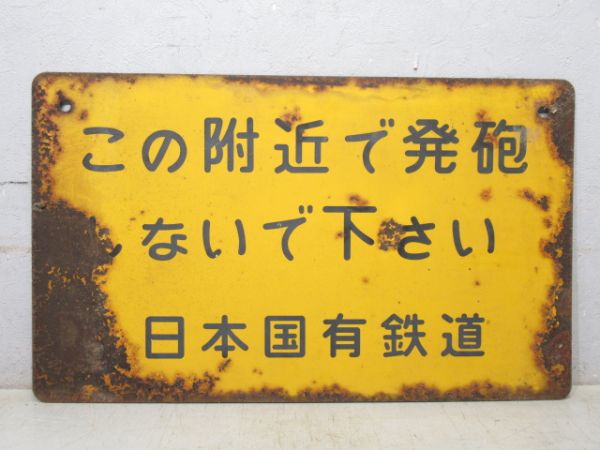 この附近で発砲
しないで下さい
日本国有鉄道